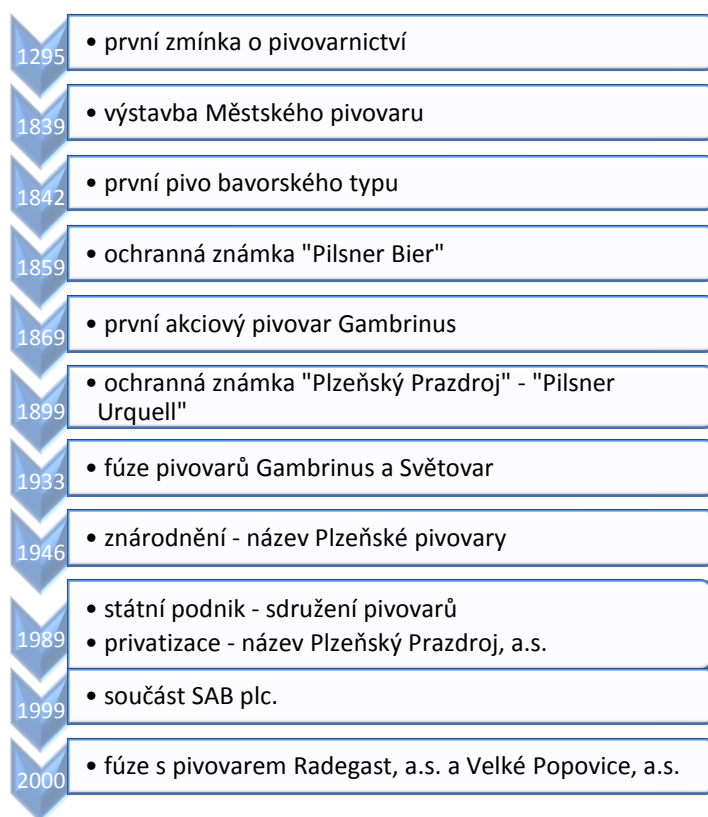 1295
• první zmínka o pivovarnictví
1839
• výstavba Městského pivovaru
1842
• první pivo bavorského typu
1859
• ochranná známka "Pilsner Bier"
1869
• první akciový pivovar Gambrinus
1899
• ochranná známka "Plzeňský Prazdroj" - "Pilsner
Urquell"
1933
• fúze pivovarů Gambrinus a Světovar
1946
• znárodnění - název Plzeňské pivovary
1989
• státní podnik - sdružení pivovarů
• privatizace - název Plzeňský Prazdroj, a.s.
1999
• součást SAB plc.
2000
• fúze s pivovarem Radegast, a.s. a Velké Popovice, a.s.